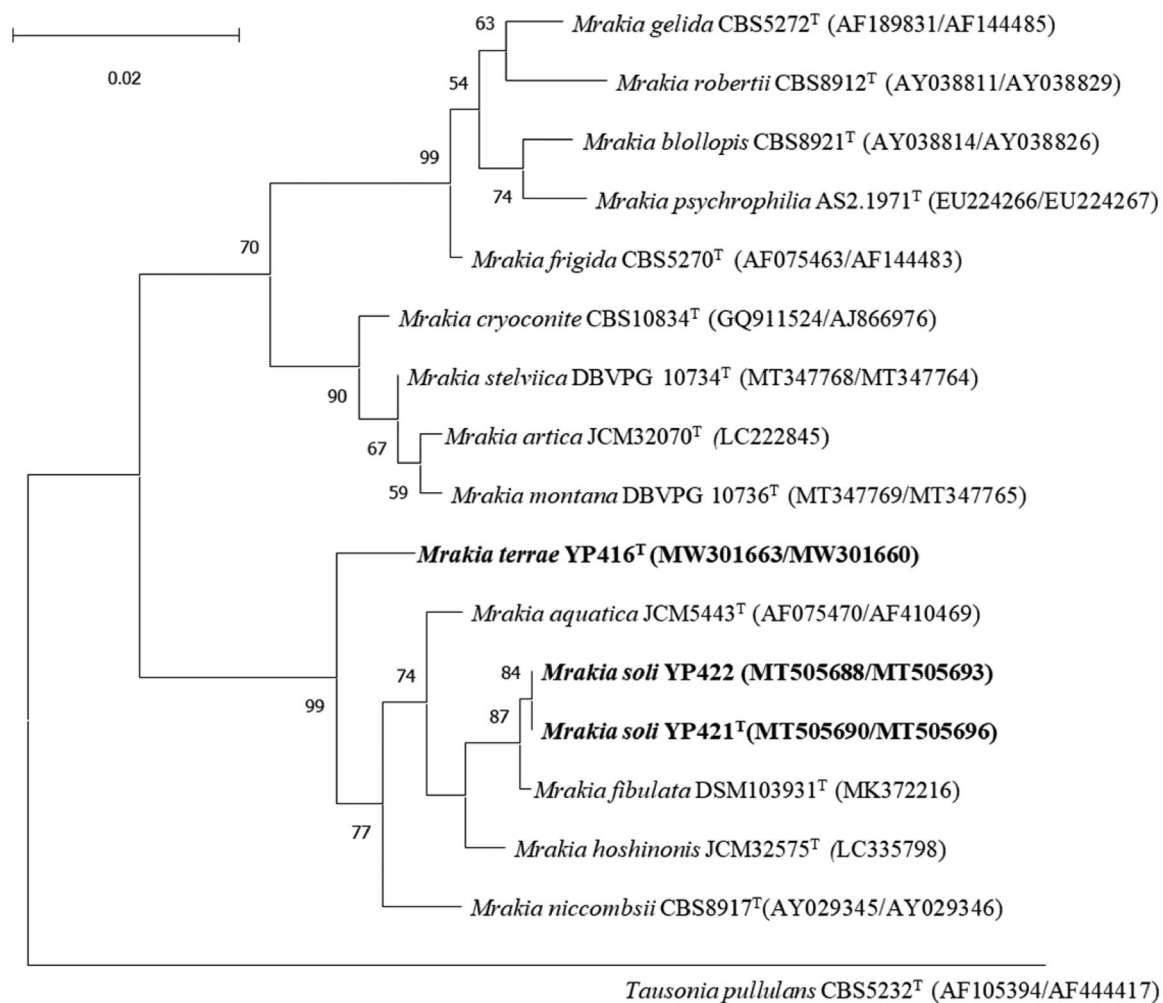 63
Mrakia gelida CBS5272ᵀ (AF189831/AF144485)
0.02
Mrakia robertii CBS8912ᵀ (AY038811/AY038829)
54
Mrakia blollopis CBS8921ᵀ (AY038814/AY038826)
99
74
Mrakia psychrophilia AS2.1971ᵀ (EU224266/EU224267)
70
Mrakia frigida CBS5270ᵀ (AF075463/AF144483)
Mrakia cryoconite CBS10834ᵀ (GQ911524/AJ866976)
Mrakia stelviica DBVPG 10734ᵀ (MT347768/MT347764)
90
Mrakia artica JCM32070ᵀ (LC222845)
67
59
Mrakia montana DBVPG 10736ᵀ (MT347769/MT347765)
Mrakia terrae YP416ᵀ (MW301663/MW301660)
Mrakia aquatica JCM5443ᵀ (AF075470/AF410469)
74
84
Mrakia soli YP422 (MT505688/MT505693)
99
87
Mrakia soli YP421ᵀ(MT505690/MT505696)
Mrakia fibulata DSM103931ᵀ (MK372216)
77
Mrakia hoshinonis JCM32575ᵀ (LC335798)
Mrakia niccombsii CBS8917ᵀ(AY029345/AY029346)
Tausonia pullulans CBS5232ᵀ (AF105394/AF444417)